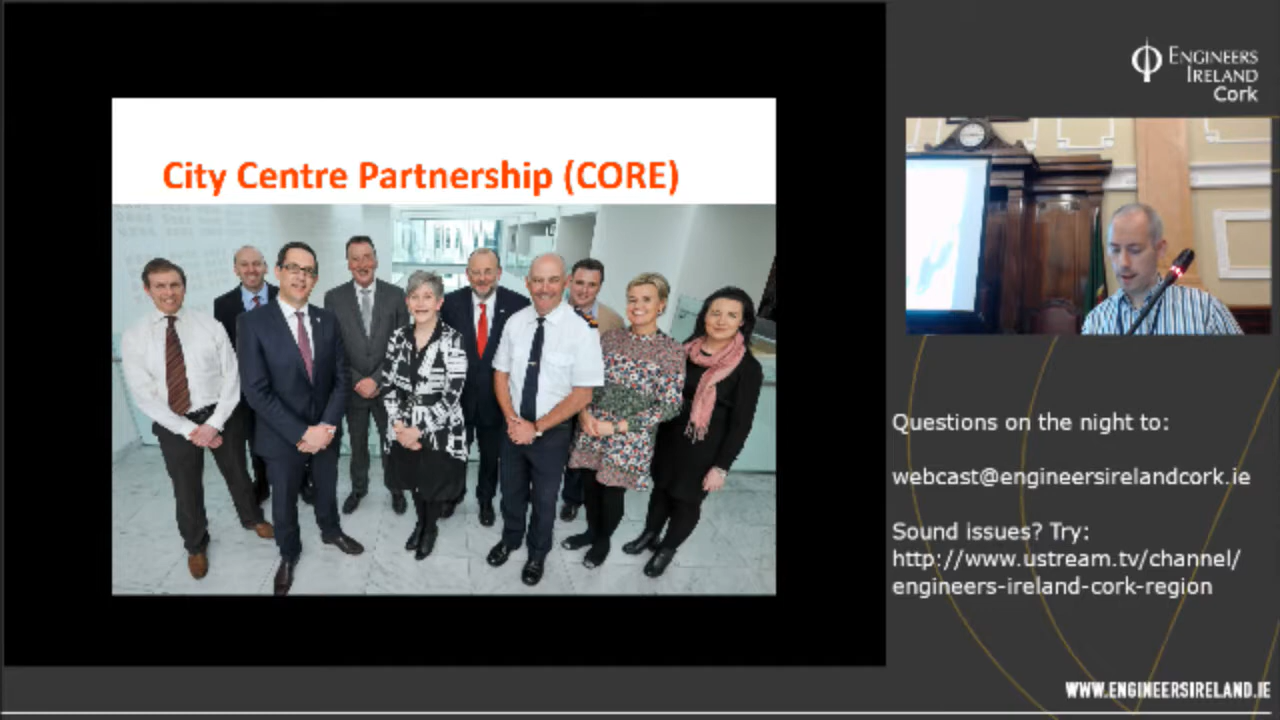 City Centre Partnership (CORE)
ENGINEERS
IRELAND
Cork
Questions on the night to:
webcast@engineersirelandcork.ie
Sound issues? Try:
http://www.ustream.tv/channel/
engineers-ireland-cork-region
WWW.ENGINEERSIRELAND.IE